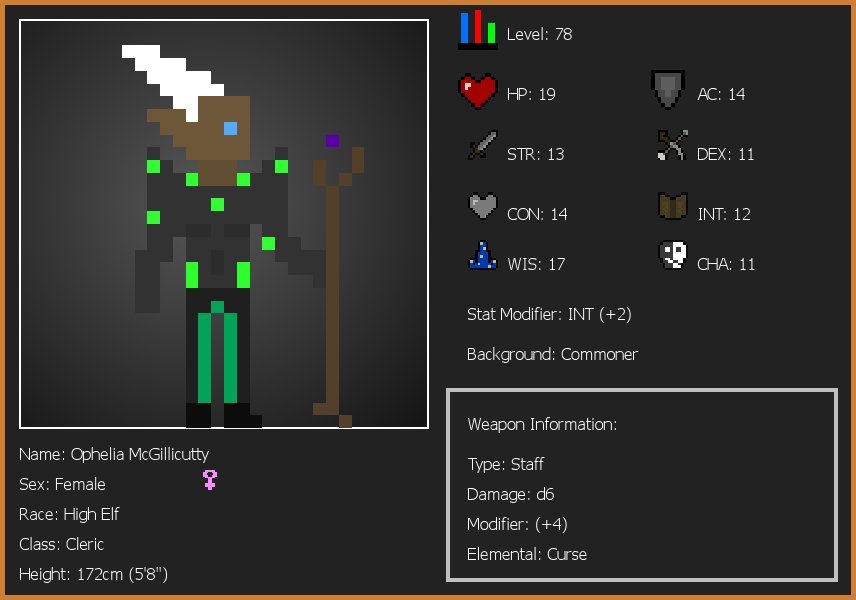 Level: 78
HP: 19
AC: 14
STR: 13
DEX: 11
CON: 14
INT: 12
WIS: 17
CHA: 11
Stat Modifier: INT (+2)
Background: Commoner
Weapon Information:
Type: Staff
Damage: d6
Modifier: (+4)
Elemental: Curse
Name: Ophelia McGillicutty
Sex: Female
Race: High Elf
Class: Cleric
Height: 172cm (5'8")